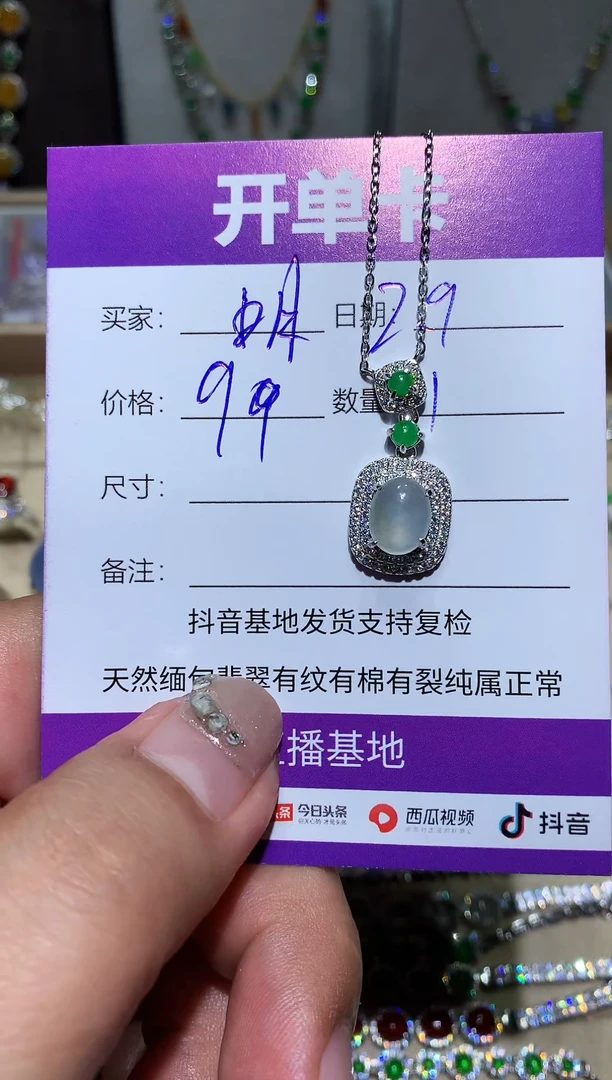 开单卡
买家： 日期 29
价格： 99 数量 1
尺寸：
备注：
抖音基地发货支持复检
天然缅甸翡翠有纹有棉有裂纯属正常
播基地
今日头条 西瓜视频 抖音